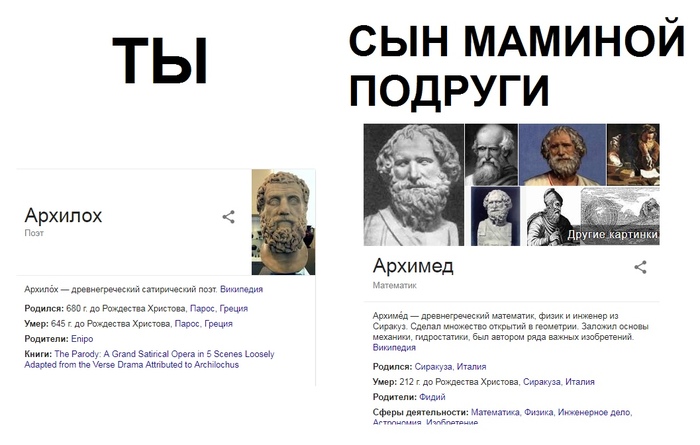 ТЫ
Архилох
Поэт
Архило́х — древнегреческий сатирический поэт. Википедия
Родился: 680 г. до Рождества Христова, Парос, Греция
Умер: 645 г. до Рождества Христова, Парос, Греция
Родители: Enipo
Книги: The Parody: A Grand Satirical Opera in 5 Scenes Loosely
Adapted from the Verse Drama Attributed to Archilochus
СЫН МАМИНОЙ
ПОДРУГИ
Другие картинки
Архимед
Математик
Архиме́д — древнегреческий математик, физик и инженер из
Сиракуз. Сделал множество открытий в геометрии. Заложил основы
механики, гидростатики, был автором ряда важных изобретений.
Википедия
Родился: Сиракуза, Италия
Умер: 212 г. до Рождества Христова, Сиракуза, Италия
Родители: Фидий
Сферы деятельности: Математика, Физика, Инженерное дело,
Астрономия, Изобретение